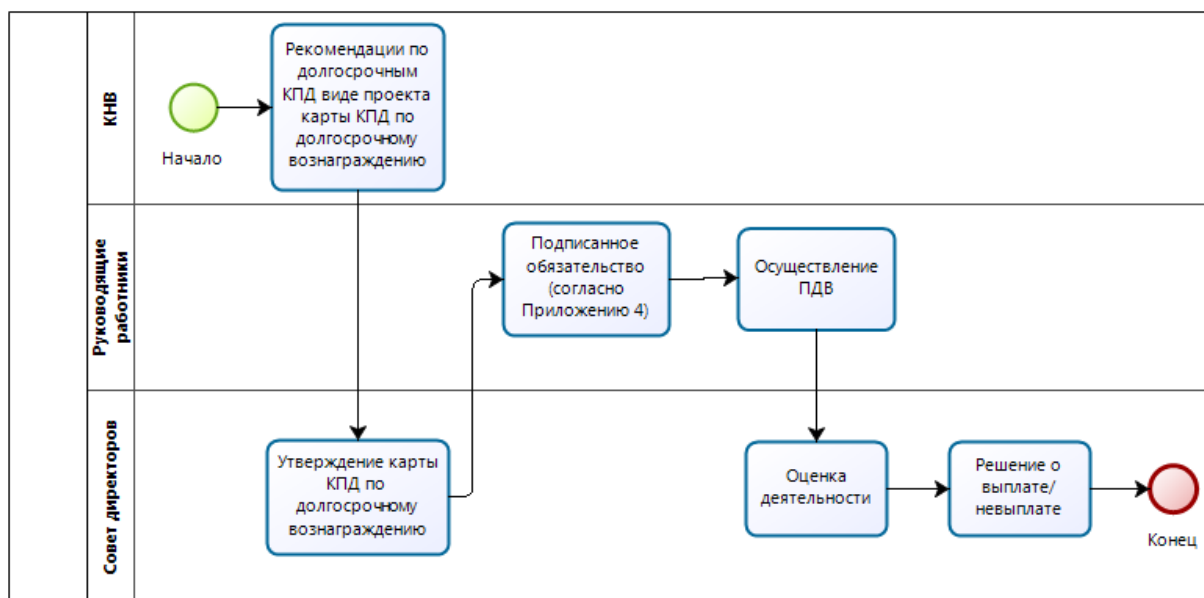 КНВ
Начало
Рекомендации по
долгосрочным
КПД виде проекта
карты КПД по
долгосрочному
вознаграждению
Руководящие
работники
Подписанное
обязательство
(согласно
Приложению 4)
Осуществление
ПДВ
Совет директоров
Утверждение карты
КПД по
долгосрочному
вознаграждению
Оценка
деятельности
Решение о
выплате/
невыплате
Конец